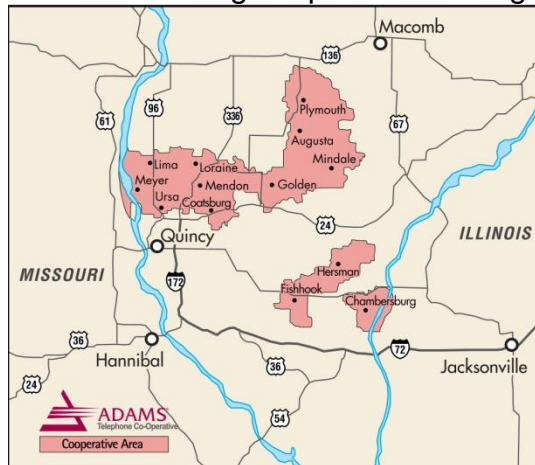 Macomb
136
96
336
61
67
Plymouth
Augusta
Mindale
Lima
Loraine
Meyer
Mendon
Golden
Ursa
Coatsburg
24
Quincy
ILLINOIS
MISSOURI
Hersman
172
Fishhook
Chambersburg
36
Hannibal
36
72
Jacksonville
24
54
ADAMS
Telephone Co-Operative
Cooperative Area